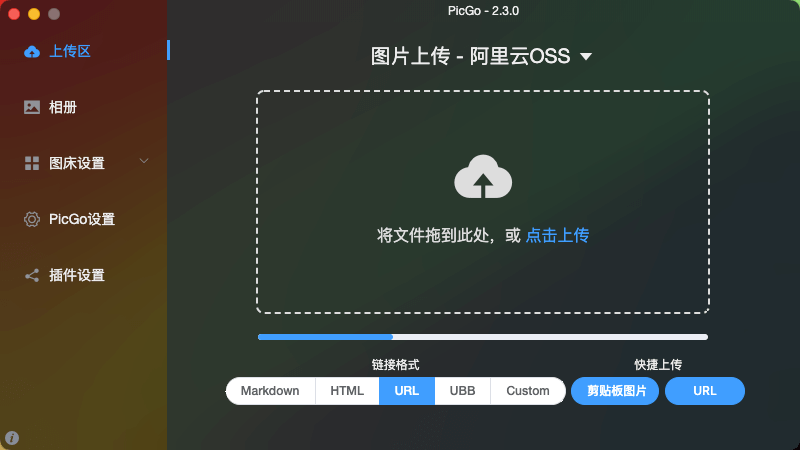 PicGo - 2.3.0
上传区
相册
图床设置
PicGo设置
插件设置
图片上传 - 阿里云OSS
将文件拖到此处，或 点击上传
链接格式
快捷上传
Markdown HTML URL UBB Custom 剪贴板图片 URL